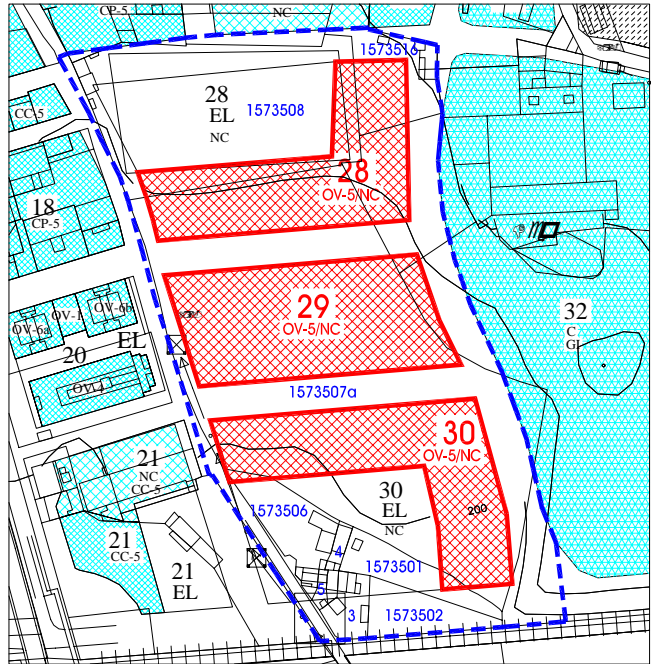 CP-5
NC
1573516
CC-5
28
EL
NC
1573508
28
OV-5/NC
18
CP-5
29
OV-5/NC
32
C
GI
OV-6a
OV-1
OV-6b
EL
20
OV-4
1573507a
30
OV-5/NC
21
NC
CC-5
30
EL
NC
200
1573506
21
CC-5
21
EL
4
1573501
5
3
1573502